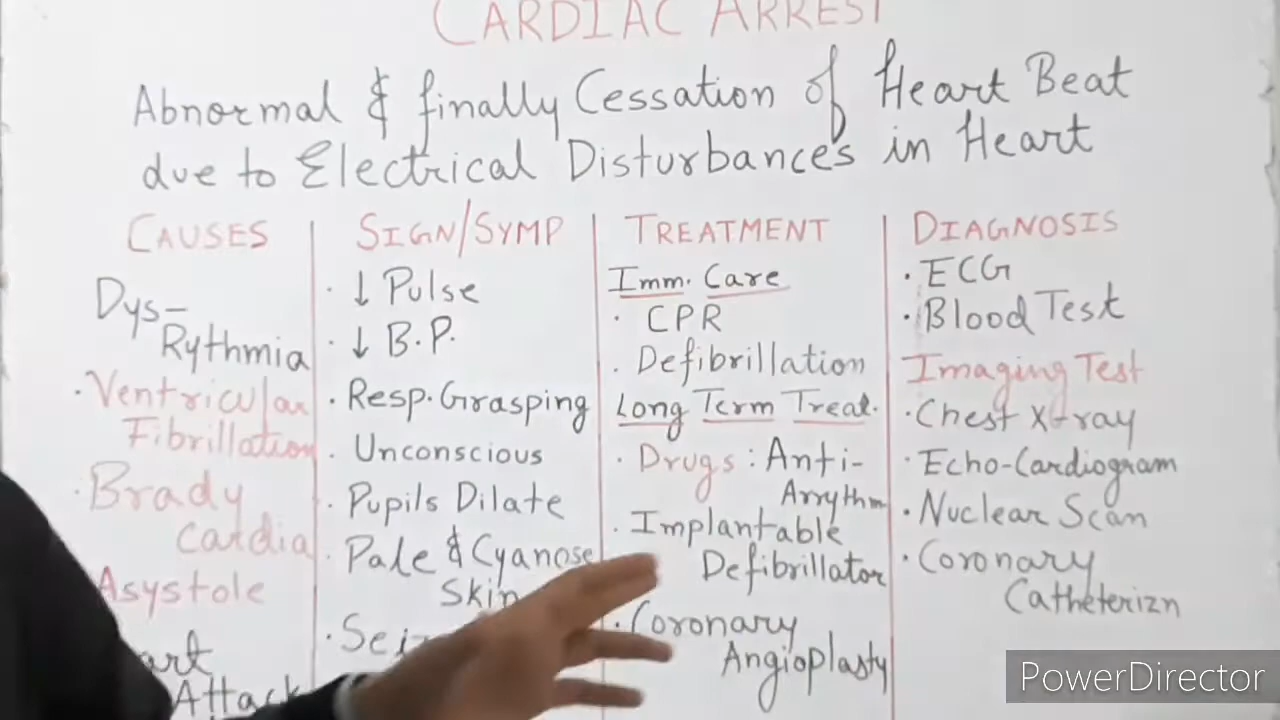 CARDIAC ARREST
Abnormal & finally Cessation of Heart Beat
due to Electrical Disturbances in Heart
CAUSES
Dys-
Rythmia
· Ventricular
Fibrillation
· Brady
Cardia
Asystole
Attack
SIGN/SYMP
· ↓ Pulse
· ↓ B.P.
· Resp. Grasping
· Unconscious
· Pupils Dilate
· Pale & Cyanose
Skin
TREATMENT
Imm. Care
· CPR
· Defibrillation
Long Term Treat.
· Drugs: Anti-
Arrythm
· Implantable
Defibrillator
· Coronary
Angioplasty
DIAGNOSIS
· ECG
· Blood Test
Imaging Test
· Chest X-ray
· Echo-Cardiogram
· Nuclear Scan
· Coronary
Catheterizn
PowerDirector